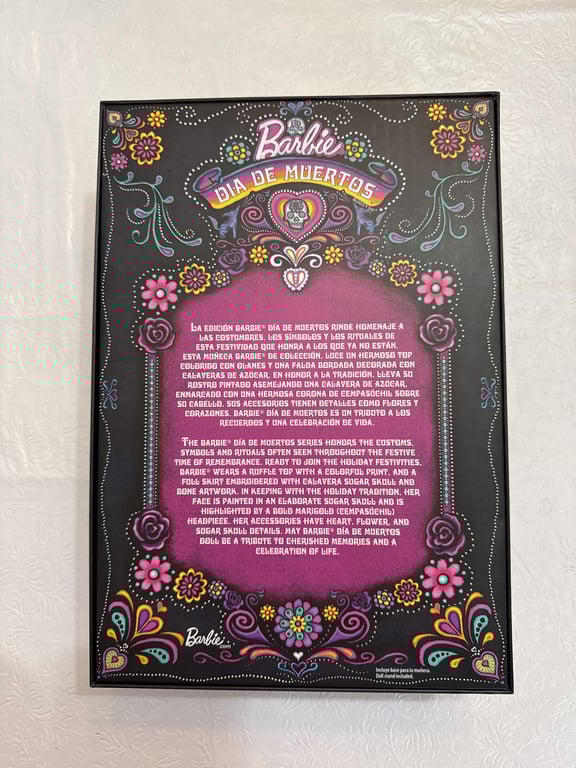 Barbie
DÍA DE MUERTOS
LA EDICIÓN BARBIE® DÍA DE MUERTOS RINDE HOMENAJE A
LAS COSTUMBRES, LOS SÍMBOLOS Y LOS RITUALES DE
ESTA FESTIVIDAD QUE HONRA A LOS QUE YA NO ESTÁN.
ESTA MUÑECA BARBIE® DE COLECCIÓN, LUCE UN HERMOSO TOP
COLORIDO CON OLANES Y UNA FALDA BORDADA DECORADA CON
CALAVERAS DE AZÚCAR, EN HONOR A LA TRADICIÓN. LLEVA SU
ROSTRO PINTADO ASEMEJANDO UNA CALAVERA DE AZÚCAR,
ENMARCADO CON UNA HERMOSA CORONA DE CEMPASÚCHIL SOBRE
SU CABELLO. SUS ACCESORIOS TIENEN DETALLES COMO FLORES Y
CORAZONES. BARBIE® DÍA DE MUERTOS ES UN TRIBUTO A LOS
RECUERDOS Y UNA CELEBRACIÓN DE VIDA.
THE BARBIE® DÍA DE MUERTOS SERIES HONORS THE CUSTOMS,
SYMBOLS AND RITUALS OFTEN SEEN THROUGHOUT THE FESTIVE
TIME OF REMEMBRANCE. READY TO JOIN THE HOLIDAY FESTIVITIES,
BARBIE® WEARS A RUFFLE TOP WITH A COLORFUL PRINT, AND A
FULL SKIRT EMBROIDERED WITH CALAVERA SUGAR SKULL AND
BONE ARTWORK. IN KEEPING WITH THE HOLIDAY TRADITION, HER
FACE IS PAINTED IN AN ELABORATE SUGAR SKULL AND IS
HIGHLIGHTED BY A BOLD MARIGOLD (CEMPASÚCHIL)
HEADPIECE. HER ACCESSORIES HAVE HEART, FLOWER, AND
SUGAR SKULL DETAILS. MAY BARBIE® DÍA DE MUERTOS
DOLL BE A TRIBUTE TO CHERISHED MEMORIES AND A
CELEBRATION OF LIFE.
Barbie.com
Incluye base para la muñeca.
Doll stand included.